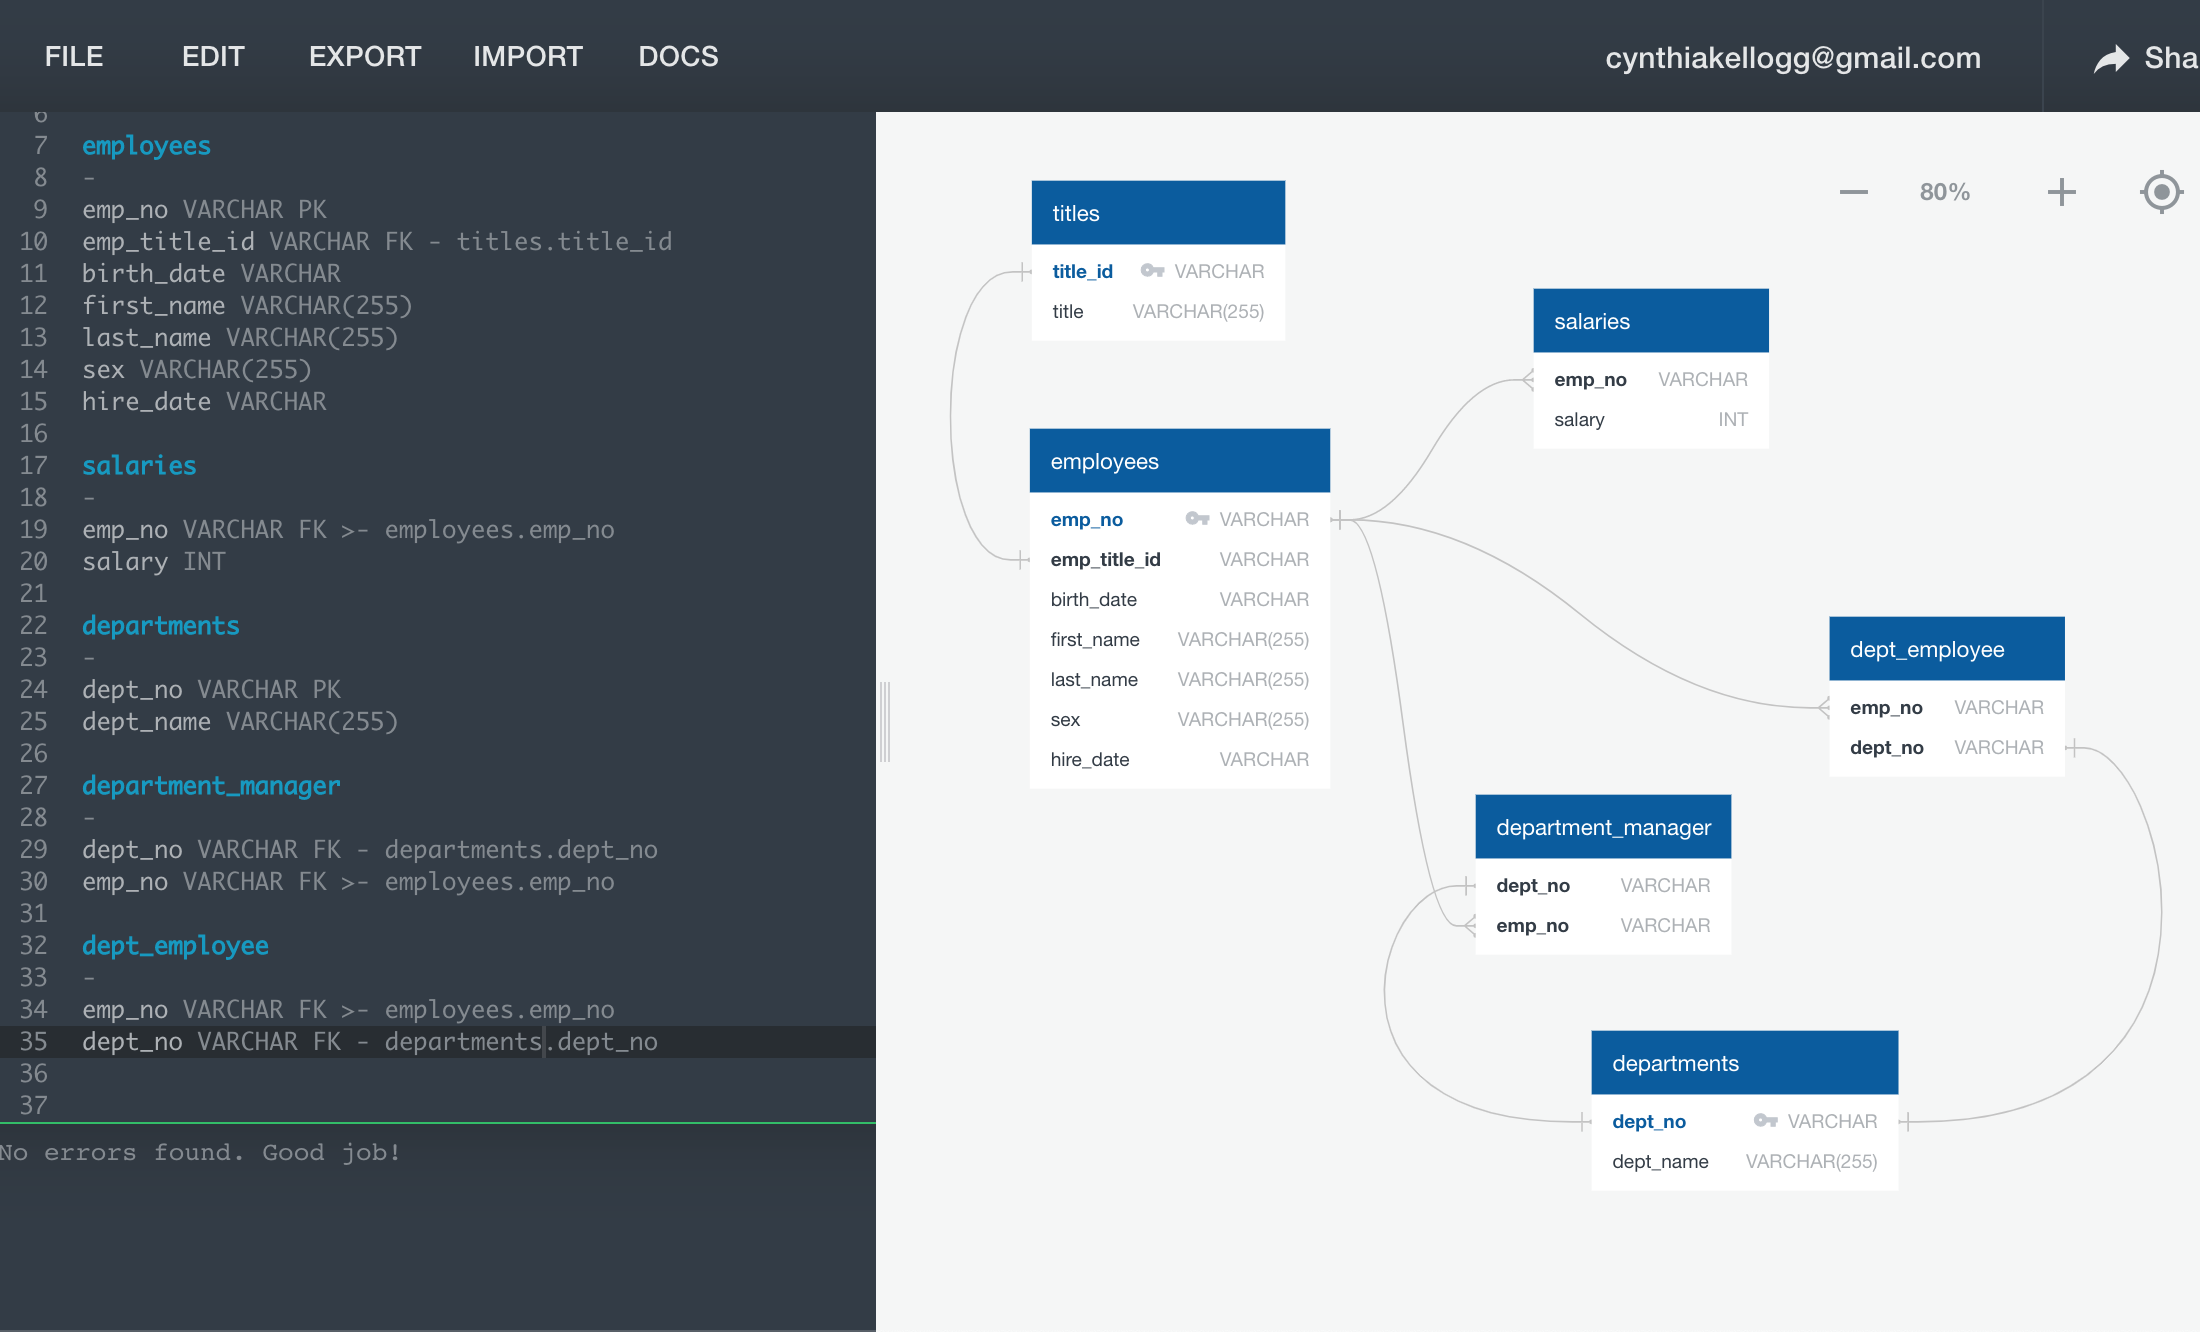 FILE EDIT EXPORT IMPORT DOCS cynthiakellogg@gmail.com Sha
6
7 employees
8 -
9 emp_no VARCHAR PK
10 emp_title_id VARCHAR FK - titles.title_id
11 birth_date VARCHAR
12 first_name VARCHAR(255)
13 last_name VARCHAR(255)
14 sex VARCHAR(255)
15 hire_date VARCHAR
16
17 salaries
18 -
19 emp_no VARCHAR FK >- employees.emp_no
20 salary INT
21
22 departments
23 -
24 dept_no VARCHAR PK
25 dept_name VARCHAR(255)
26
27 department_manager
28 -
29 dept_no VARCHAR FK - departments.dept_no
30 emp_no VARCHAR FK >- employees.emp_no
31
32 dept_employee
33 -
34 emp_no VARCHAR FK >- employees.emp_no
35 dept_no VARCHAR FK - departments.dept_no
36
37
No errors found. Good job!
80%
titles
title_id VARCHAR
title VARCHAR(255)
salaries
emp_no VARCHAR
salary INT
employees
emp_no VARCHAR
emp_title_id VARCHAR
birth_date VARCHAR
first_name VARCHAR(255)
last_name VARCHAR(255)
sex VARCHAR(255)
hire_date VARCHAR
dept_employee
emp_no VARCHAR
dept_no VARCHAR
department_manager
dept_no VARCHAR
emp_no VARCHAR
departments
dept_no VARCHAR
dept_name VARCHAR(255)